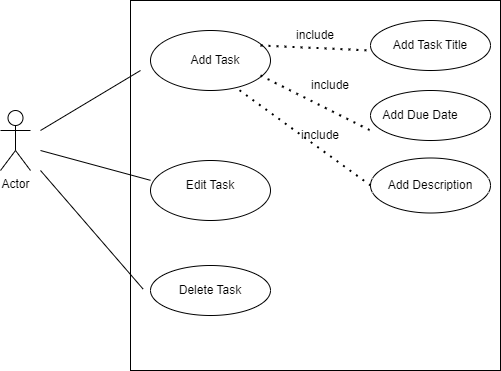 include
Add Task
Add Task Title
include
Add Due Date
include
Actor
Edit Task
Add Description
Delete Task